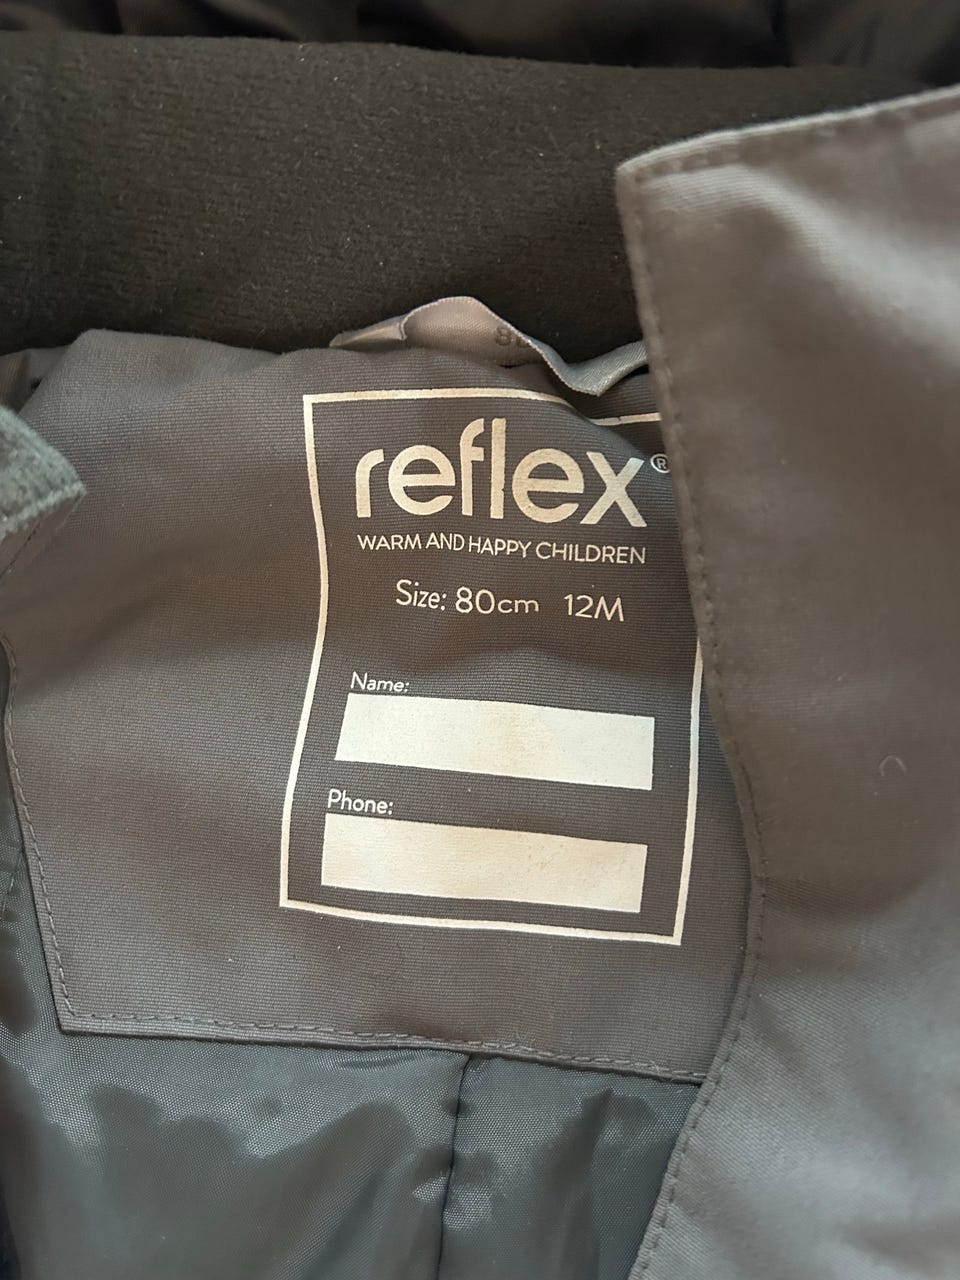 reflex®
WARM AND HAPPY CHILDREN
Size: 80cm 12M
Name:
Phone: